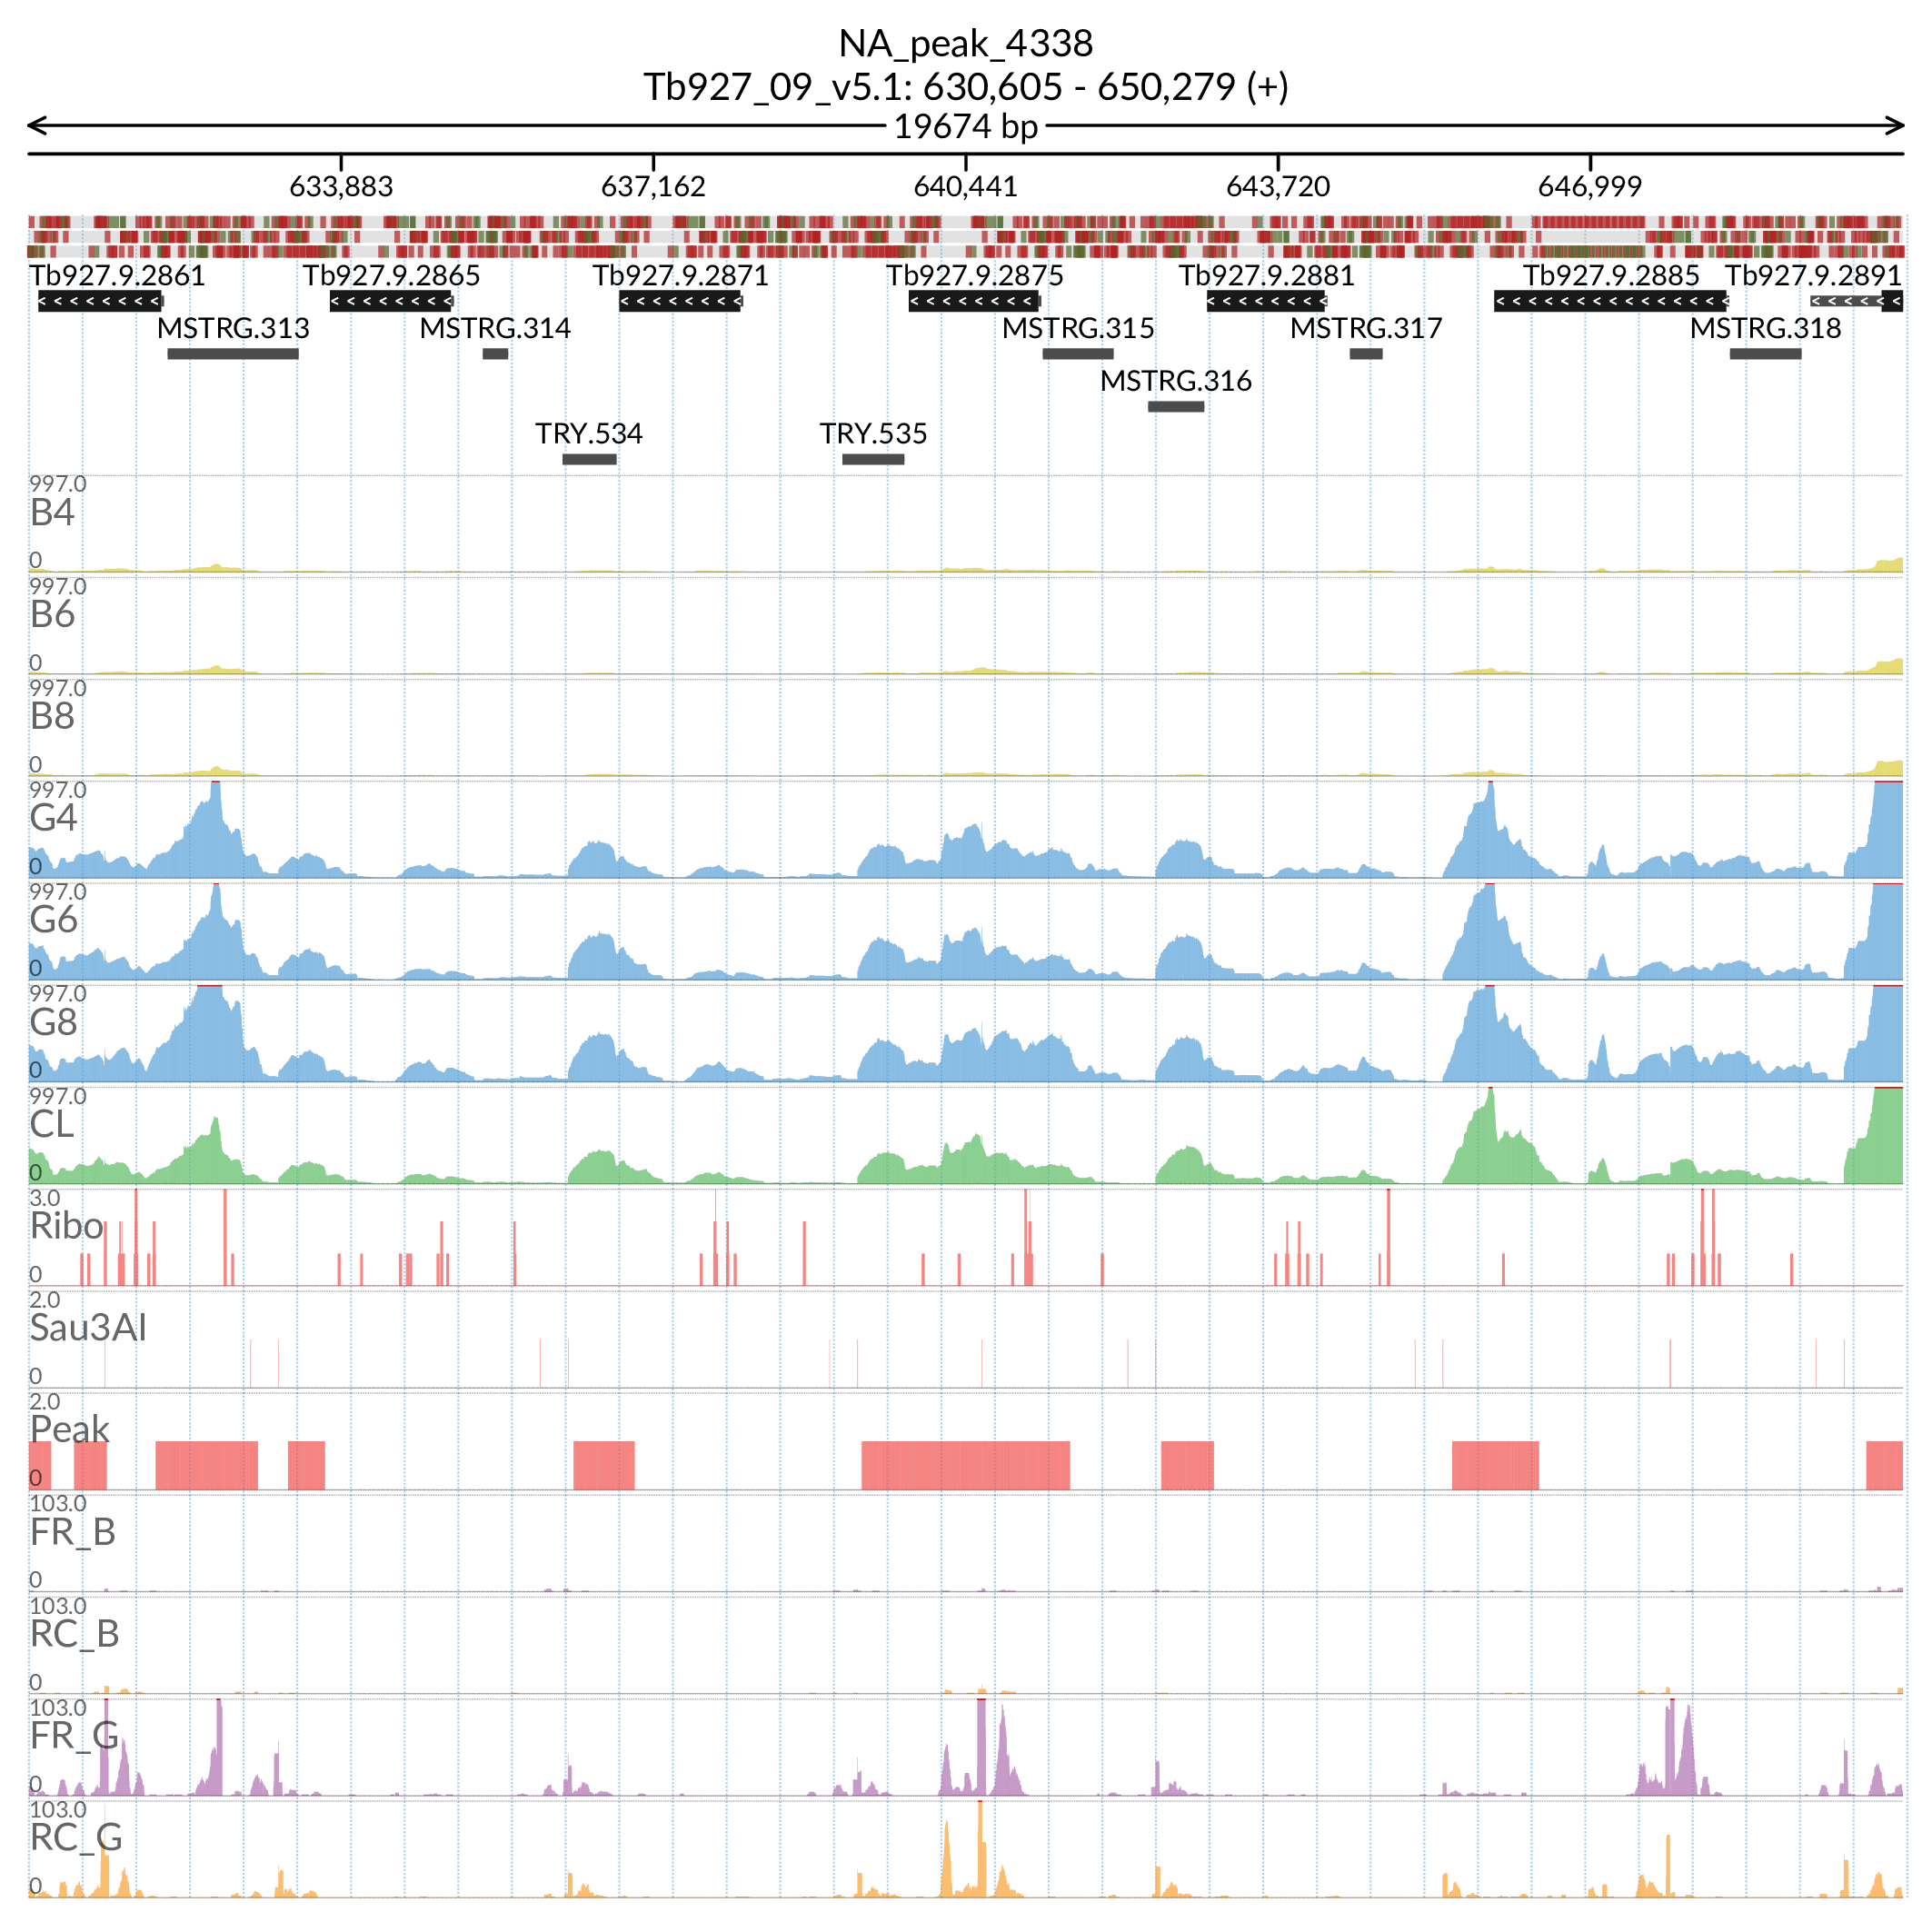 NA_peak_4338
Tb927_09_v5.1: 630,605 - 650,279 (+)
19674 bp
633,883 637,162 640,441 643,720 646,999
Tb927.9.2861 Tb927.9.2865 Tb927.9.2871 Tb927.9.2875 Tb927.9.2881 Tb927.9.2885 Tb927.9.2891
MSTRG.313 MSTRG.314 MSTRG.315 MSTRG.317 MSTRG.318
MSTRG.316
TRY.534 TRY.535
997.0
B4
0
997.0
B6
0
997.0
B8
0
997.0
G4
0
997.0
G6
0
997.0
G8
0
997.0
CL
0
3.0
Ribo
0
2.0
Sau3AI
0
2.0
Peak
0
103.0
FR_B
0
103.0
RC_B
0
103.0
FR_G
0
103.0
RC_G
0